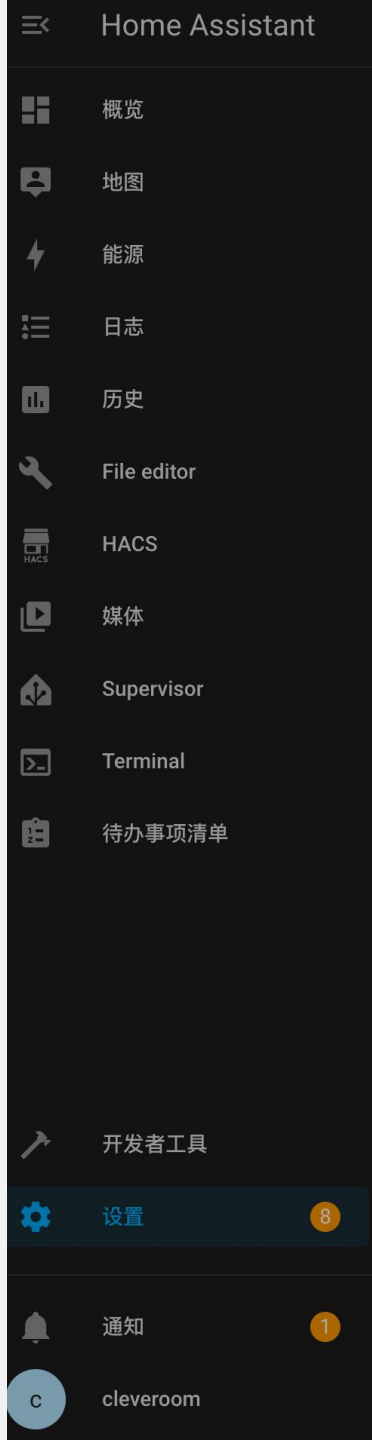 Home Assistant
概览
地图
能源
日志
历史
File editor
HACS
HACS
媒体
Supervisor
Terminal
待办事项清单
开发者工具
设置 8
通知 1
c cleveroom